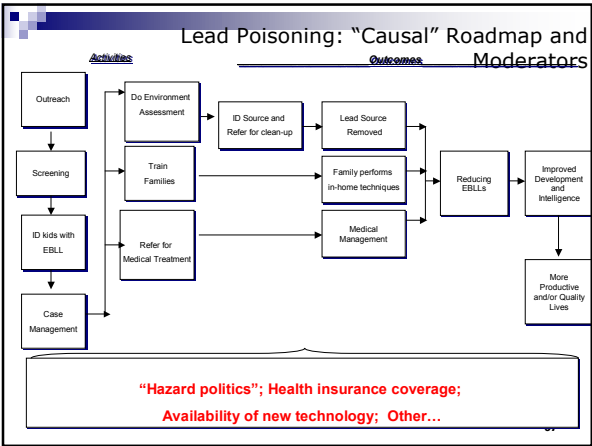 Lead Poisoning: “Causal” Roadmap and
Moderators
Activities
Outcomes
Outreach
Screening
ID kids with
EBLL
Case
Management
Do Environment
Assessment
Train
Families
Refer for
Medical Treatment
ID Source and
Refer for clean-up
Lead Source
Removed
Family performs
in-home techniques
Medical
Management
Reducing
EBLLs
Improved
Development
and
Intelligence
More
Productive
and/or Quality
Lives
“Hazard politics”; Health insurance coverage;
Availability of new technology; Other…